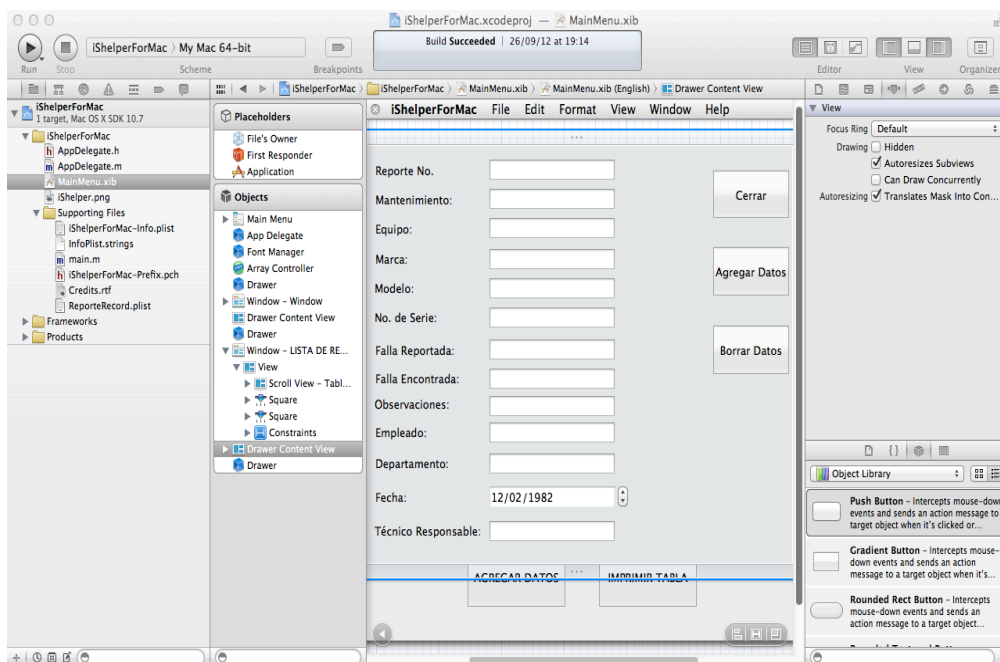 iShelperForMac.xcodeproj — MainMenu.xib
Run
Stop
iShelperForMac
My Mac 64-bit
Scheme
Breakpoints
Build Succeeded | 26/09/12 at 19:14
Editor
View
Organizer
iShelperForMac
iShelperForMac
MainMenu.xib
MainMenu.xib (English)
Drawer Content View
iShelperForMac
1 target, Mac OS X SDK 10.7
iShelperForMac
AppDelegate.h
AppDelegate.m
MainMenu.xib
iShelper.png
Supporting Files
iShelperForMac-Info.plist
InfoPlist.strings
main.m
iShelperForMac-Prefix.pch
Credits.rtf
ReporteRecord.plist
Frameworks
Products
Placeholders
File's Owner
First Responder
Application
Objects
Main Menu
App Delegate
Font Manager
Array Controller
Drawer
Window - Window
Drawer Content View
Drawer
Window - LISTA DE RE...
View
Scroll View - Tabl...
Square
Square
Constraints
Drawer Content View
Drawer
iShelperForMac File Edit Format View Window Help
Reporte No.
Mantenimiento:
Equipo:
Marca:
Modelo:
No. de Serie:
Falla Reportada:
Falla Encontrada:
Observaciones:
Empleado:
Departamento:
Fecha: 12/02/1982
Técnico Responsable:
Cerrar
Agregar Datos
Borrar Datos
AGREGAR DATOS
IMPRIMIR TABLA
View
Focus Ring Default
Drawing Hidden
Autoresizes Subviews
Can Draw Concurrently
Autoresizing Translates Mask Into Con...
Object Library
Push Button - Intercepts mouse-down
events and sends an action message to
target object when it's clicked or...
Gradient Button - Intercepts mouse-
down events and sends an action
message to a target object when it's...
Rounded Rect Button - Intercepts
mouse-down events and sends an
action message to a target object...